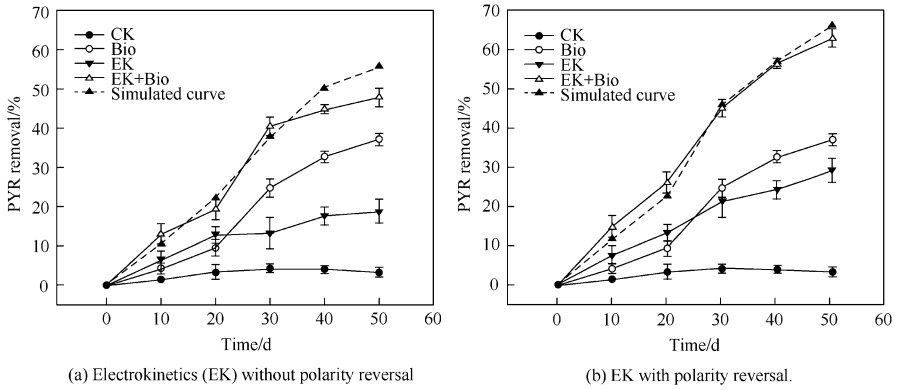 70
60
50
40
30
20
10
0
PYR removal/%
CK
Bio
EK
EK+Bio
Simulated curve
0 10 20 30 40 50 60
Time/d
(a) Electrokinetics (EK) without polarity reversal
70
60
50
40
30
20
10
0
PYR removal/%
CK
Bio
EK
EK+Bio
Simulated curve
0 10 20 30 40 50 60
Time/d
(b) EK with polarity reversal.